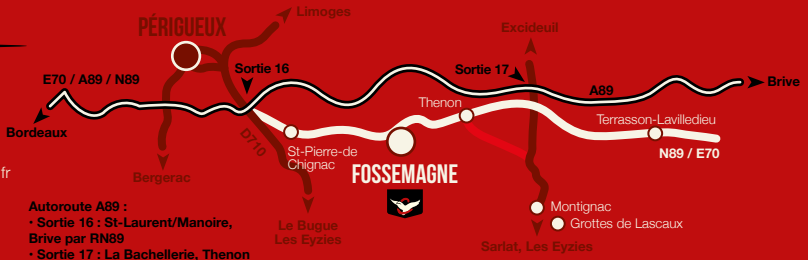 Limoges
PÉRIGUEUX
Excideuil
Sortie 16
Sortie 17
E70 / A89 / N89
A89
Brive
Thenon
Bordeaux
Terrasson-Lavilledieu
D710
St-Pierre-de
Chignac
N89 / E70
FOSSEMAGNE
fr
Bergerac
Autoroute A89 :
• Sortie 16 : St-Laurent/Manoire,
Brive par RN89
• Sortie 17 : La Bachellerie, Thenon
Le Bugue
Les Eyzies
Montignac
Grottes de Lascaux
Sarlat, Les Eyzies